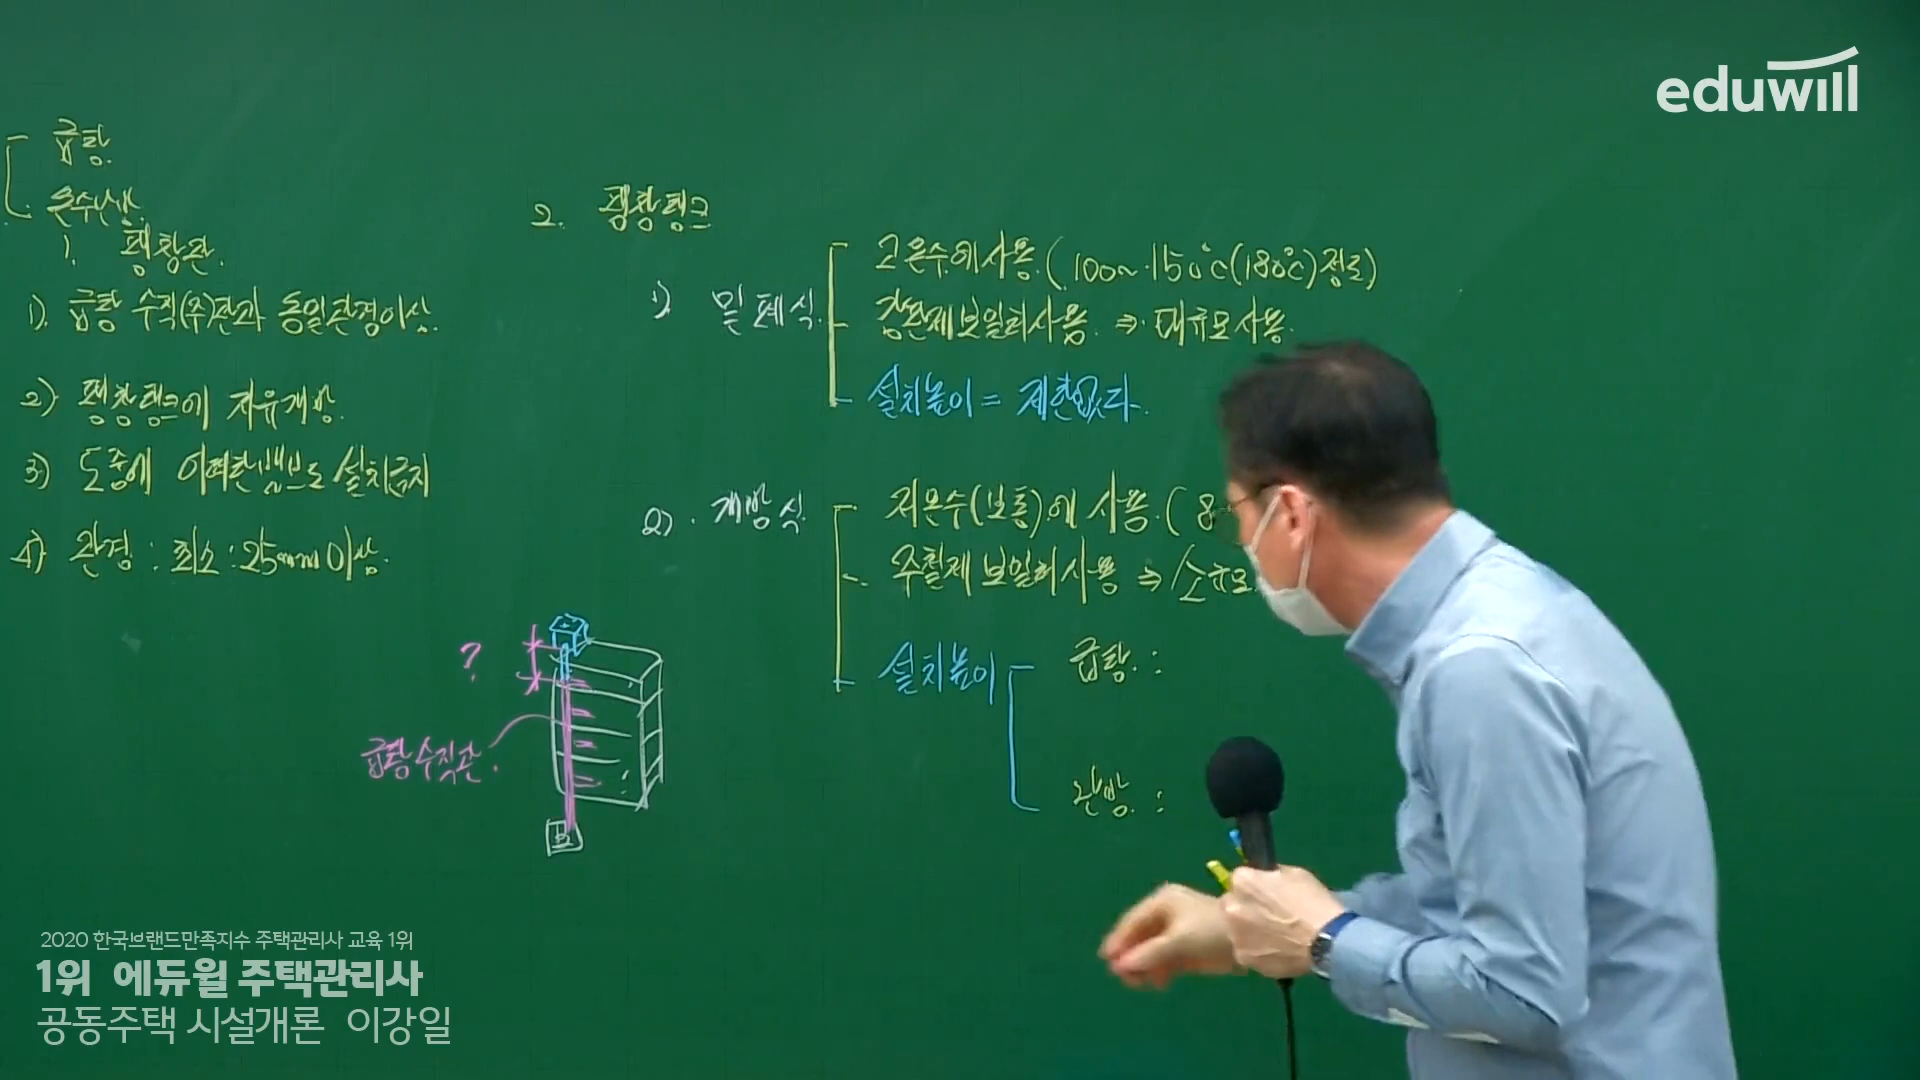 eduwill
급탕
온수난방.
1. 팽창관.
1). 급탕 수직(주)관과 동일관경이상.
2) 팽창탱크에 자유개방.
3) 도중에 어떠한밸브도 설치금지
4) 관경 : 최소 : 25mm이상.
?
급탕수직관.
B
2. 팽창탱크
1). 밀폐식.
고온수에사용. (100~150℃(180℃)정도)
강판제보일러사용. ⇒ 대규모사용.
설치높이 = 제한없다.
2). 개방식
저온수(보통)에 사용. ( 8
주철제 보일러사용 ⇒ 소규모
설치높이
급탕. :
난방. :
2020 한국브랜드만족지수 주택관리사 교육 1위
1위 에듀윌 주택관리사
공동주택 시설개론 이강일